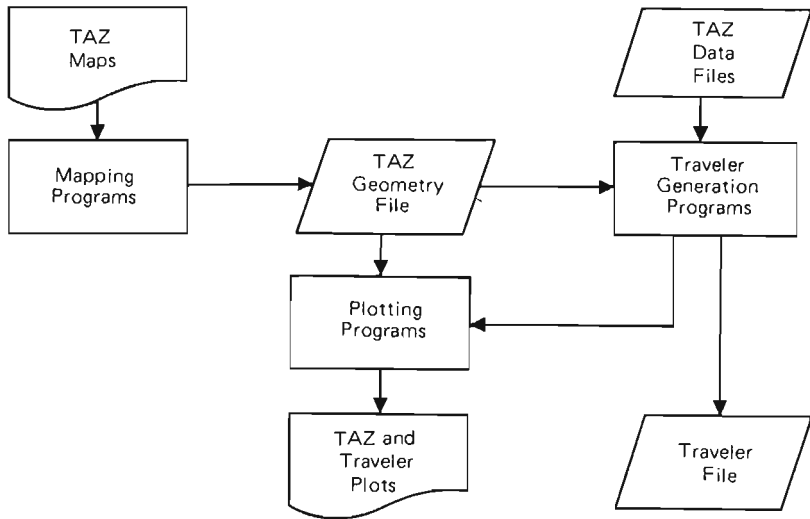 TAZ
Maps
TAZ
Data
Files
Mapping
Programs
TAZ
Geometry
File
Traveler
Generation
Programs
Plotting
Programs
TAZ and
Traveler
Plots
Traveler
File